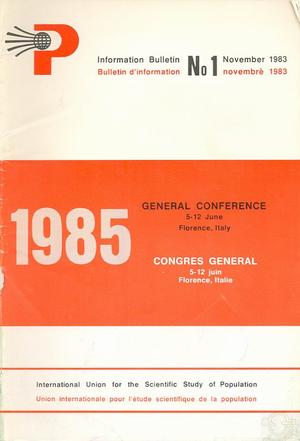 P
Information Bulletin No 1 November 1983
Bulletin d'information novembrè 1983
1985
GENERAL CONFERENCE
5-12 June
Florence, Italy
CONGRES GENERAL
5-12 juin
Florence, Italie
International Union for the Scientific Study of Population
Union internationale pour l'étude scientifique de la population